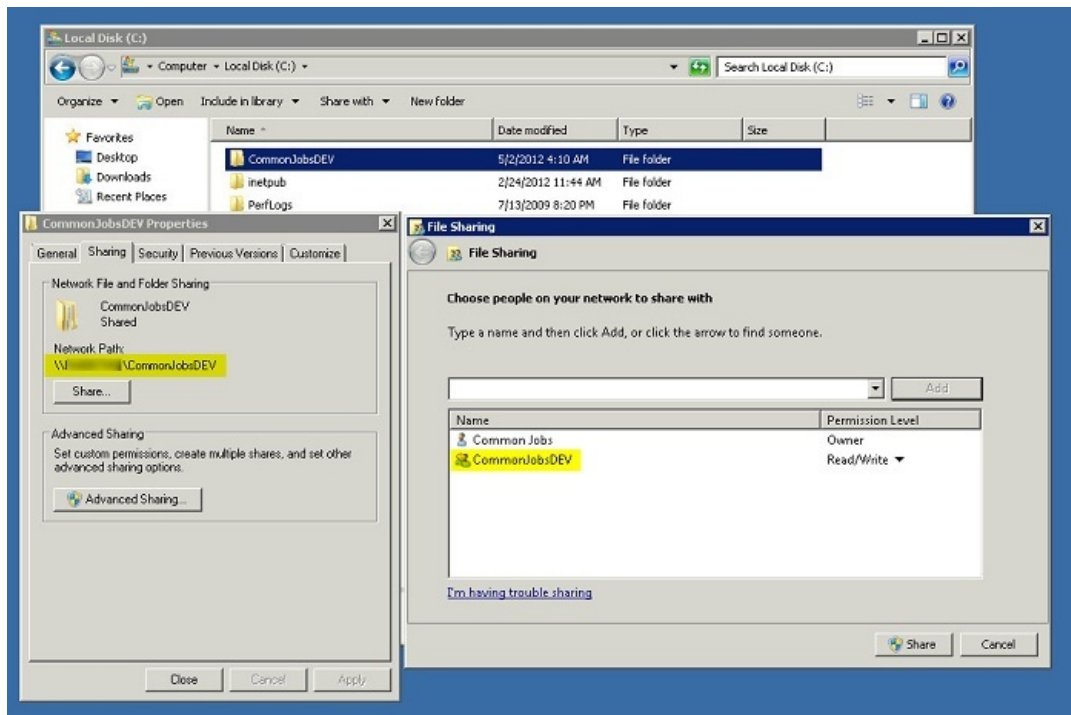 Local Disk (C:)
Computer Local Disk (C:) Search Local Disk (C:)
Organize Open Include in library Share with New folder
Name Date modified Type Size
Favorites
Desktop
Downloads
Recent Places
CommonJobsDEV 5/2/2012 4:10 AM File folder
inetpub 2/24/2012 11:44 AM File folder
PerfLogs 7/13/2009 8:20 PM File folder
CommonJobsDEV Properties
General Sharing Security Previous Versions Customize
Network File and Folder Sharing
CommonJobsDEV
Shared
Network Path:
\CommonJobsDEV
Share...
Advanced Sharing
Set custom permissions, create multiple shares, and set other
advanced sharing options.
Advanced Sharing...
Close Cancel Apply
File Sharing
File Sharing
Choose people on your network to share with
Type a name and then click Add, or click the arrow to find someone.
Add
Name Permission Level
Common Jobs Owner
CommonJobsDEV Read/Write
I'm having trouble sharing
Share Cancel